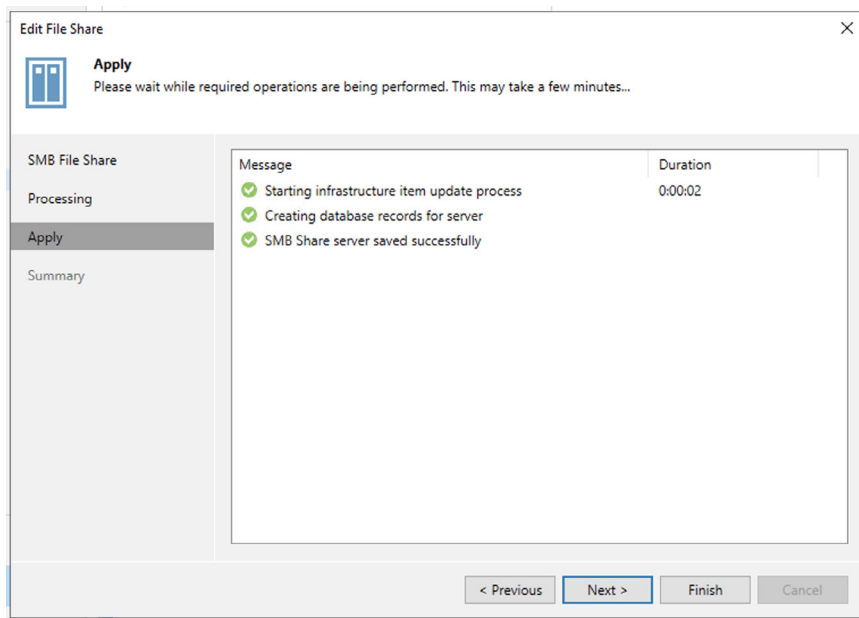 Edit File Share
Apply
Please wait while required operations are being performed. This may take a few minutes...
SMB File Share
Processing
Apply
Summary
Message Duration
Starting infrastructure item update process 0:00:02
Creating database records for server
SMB Share server saved successfully
< Previous Next > Finish Cancel